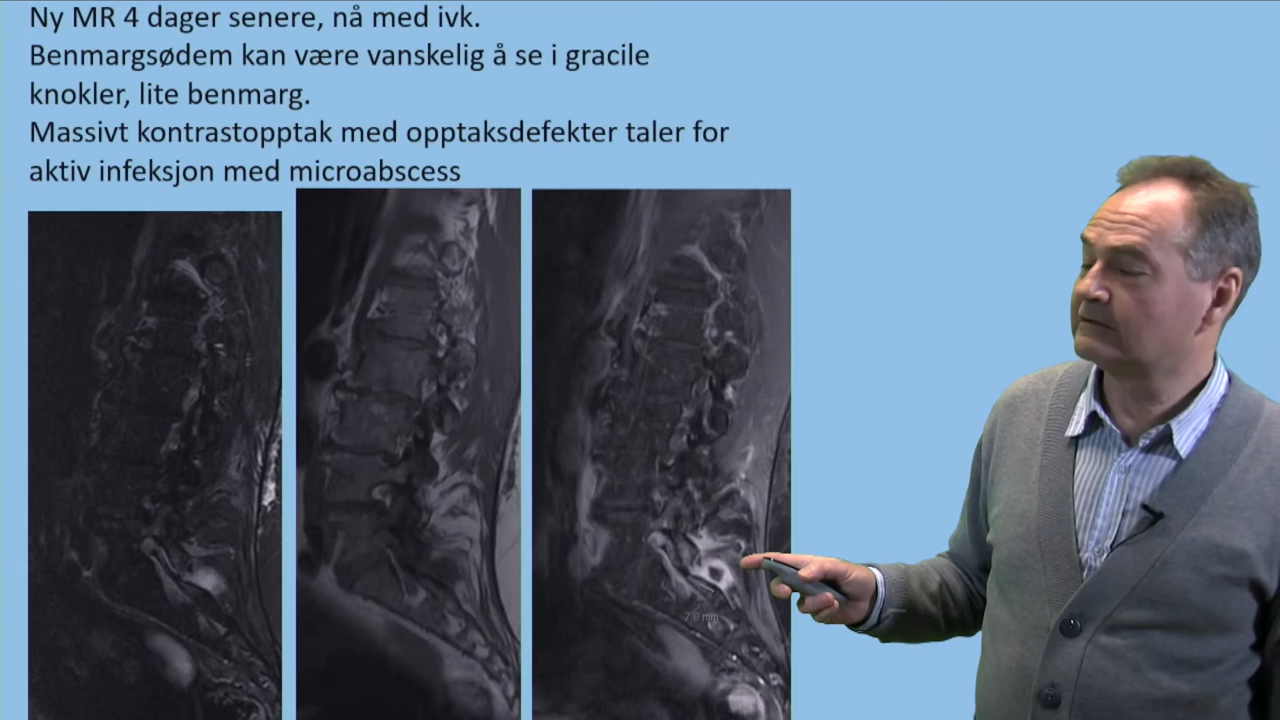 Ny MR 4 dager senere, nå med ivk.
Benmargsødem kan være vanskelig å se i gracile
knokler, lite benmarg.
Massivt kontrastopptak med opptaksdefekter taler for
aktiv infeksjon med microabscess
7.8 mm